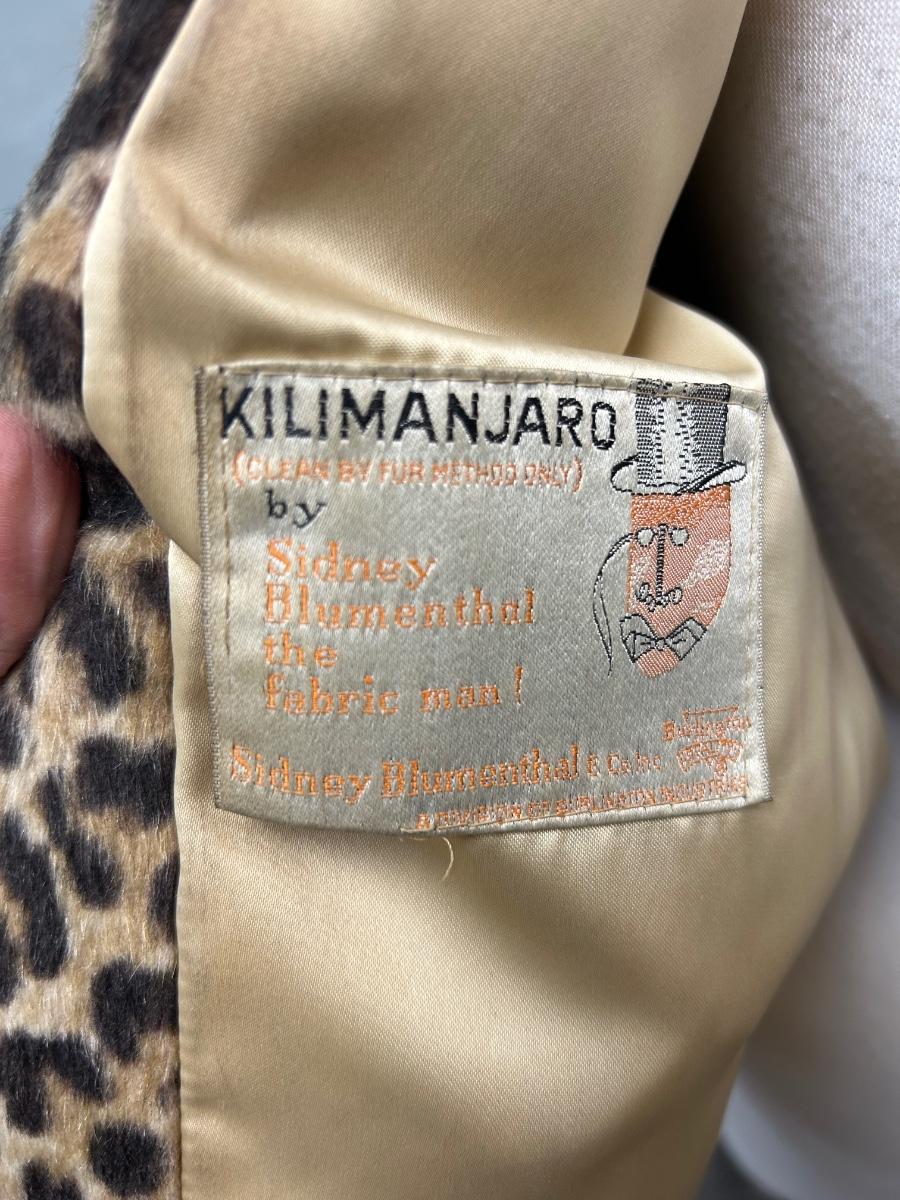 KILIMANJARO
(CLEAN BY FUR METHOD ONLY)
by
Sidney
Blumenthal
the
fabric man!
Burlington
Sidney Blumenthal & Co. Inc
A DIVISION OF BURLINGTON INDUSTRIES